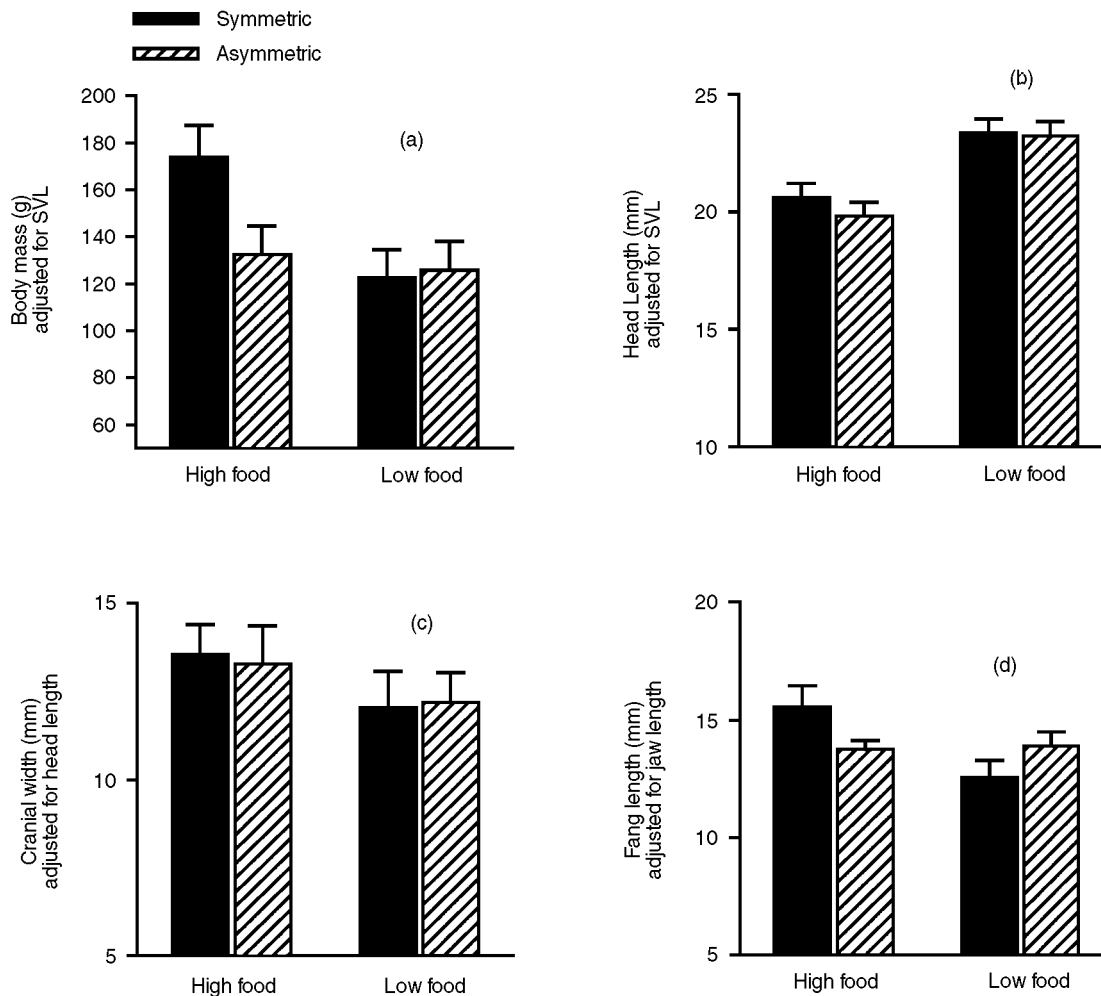 Symmetric
Asymmetric
(a)
200
180
160
140
120
100
80
60
Body mass (g)
adjusted for SVL
High food
Low food
(b)
25
20
15
10
Head Length (mm)
adjusted for SVL
High food
Low food
(c)
15
10
5
Cranial width (mm)
adjusted for head length
High food
Low food
(d)
20
15
10
5
Fang length (mm)
adjusted for jaw length
High food
Low food